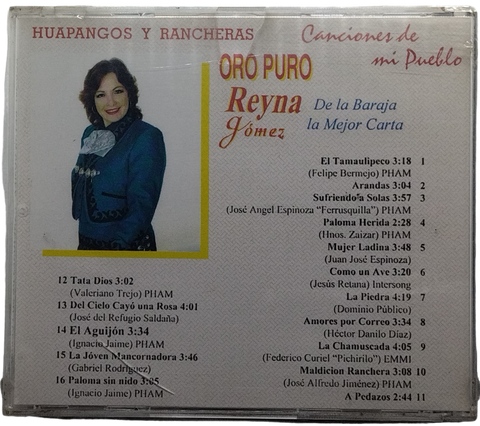 HUAPANGOS Y RANCHERAS
Canciones de
mi Pueblo
ORO PURO
Reyna
Gómez
De la Baraja
la Mejor Carta
El Tamaulipeco 3:18 1
(Felipe Bermejo) PHAM
Arandas 3:04 2
Sufriendo a Solas 3:57 3
(José Angel Espinoza "Ferrusquilla") PHAM
Paloma Herida 2:28 4
(Hnos. Zaizar) PHAM
Mujer Ladina 3:48 5
(Juan José Espinoza)
Como un Ave 3:20 6
(Jesús Retana) Intersong
La Piedra 4:19 7
(Dominio Público)
Amores por Correo 3:34 8
(Héctor Danilo Díaz)
La Chamuscada 4:05 9
(Federico Curiel "Pichirilo") EMMI
Maldicion Ranchera 3:08 10
(José Alfredo Jiménez) PHAM
A Pedazos 2:44 11
12 Tata Dios 3:02
(Valeriano Trejo) PHAM
13 Del Cielo Cayó una Rosa 4:01
(José del Refugio Saldaña)
14 El Aguijón 3:34
(Ignacio Jaime) PHAM
15 La Jóven Mancornadora 3:46
(Gabriel Rodríguez)
16 Paloma sin nido 3:05
(Ignacio Jaime) PHAM